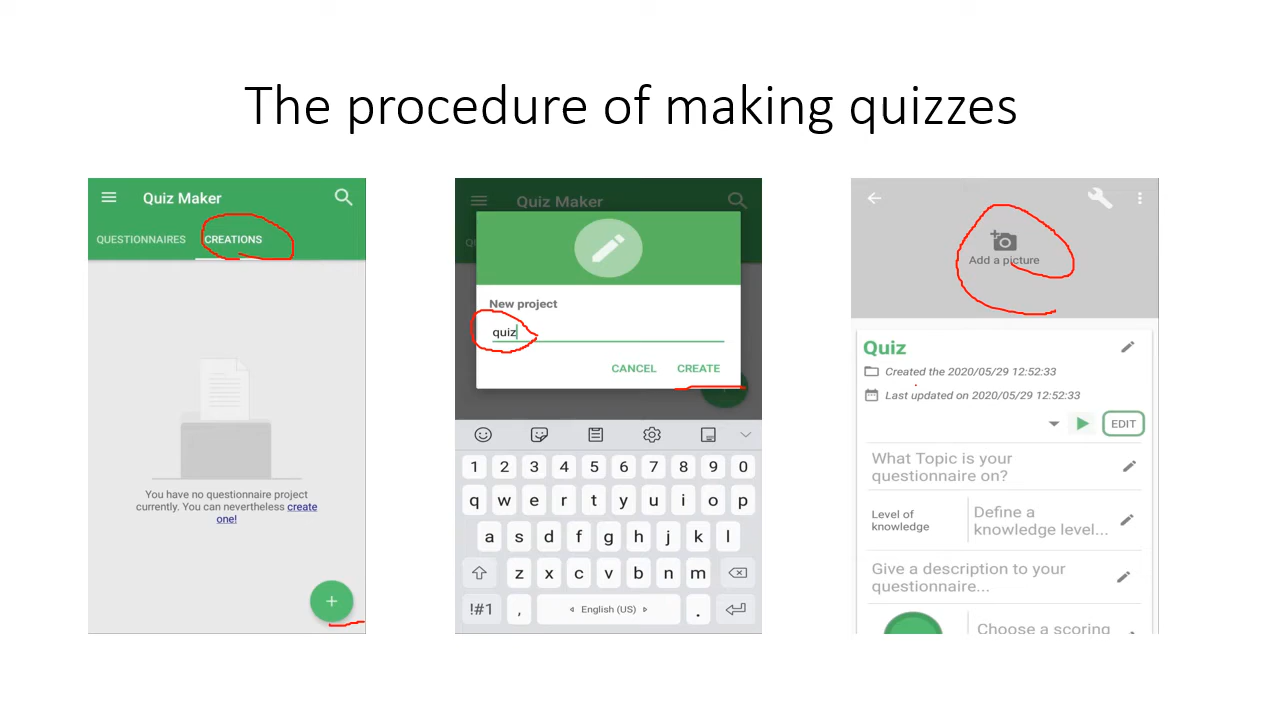 The procedure of making quizzes
Quiz Maker
QUESTIONNAIRES CREATIONS
You have no questionnaire project
currently. You can nevertheless create
one!
+
Quiz Maker
New project
quiz
CANCEL CREATE
1 2 3 4 5 6 7 8 9 0
q w e r t y u i o p
a s d f g h j k l
z x c v b n m
!#1 , English (US) .
Add a picture
Quiz
Created the 2020/05/29 12:52:33
Last updated on 2020/05/29 12:52:33
EDIT
What Topic is your
questionnaire on?
Level of
knowledge
Define a
knowledge level...
Give a description to your
questionnaire...
Choose a scoring